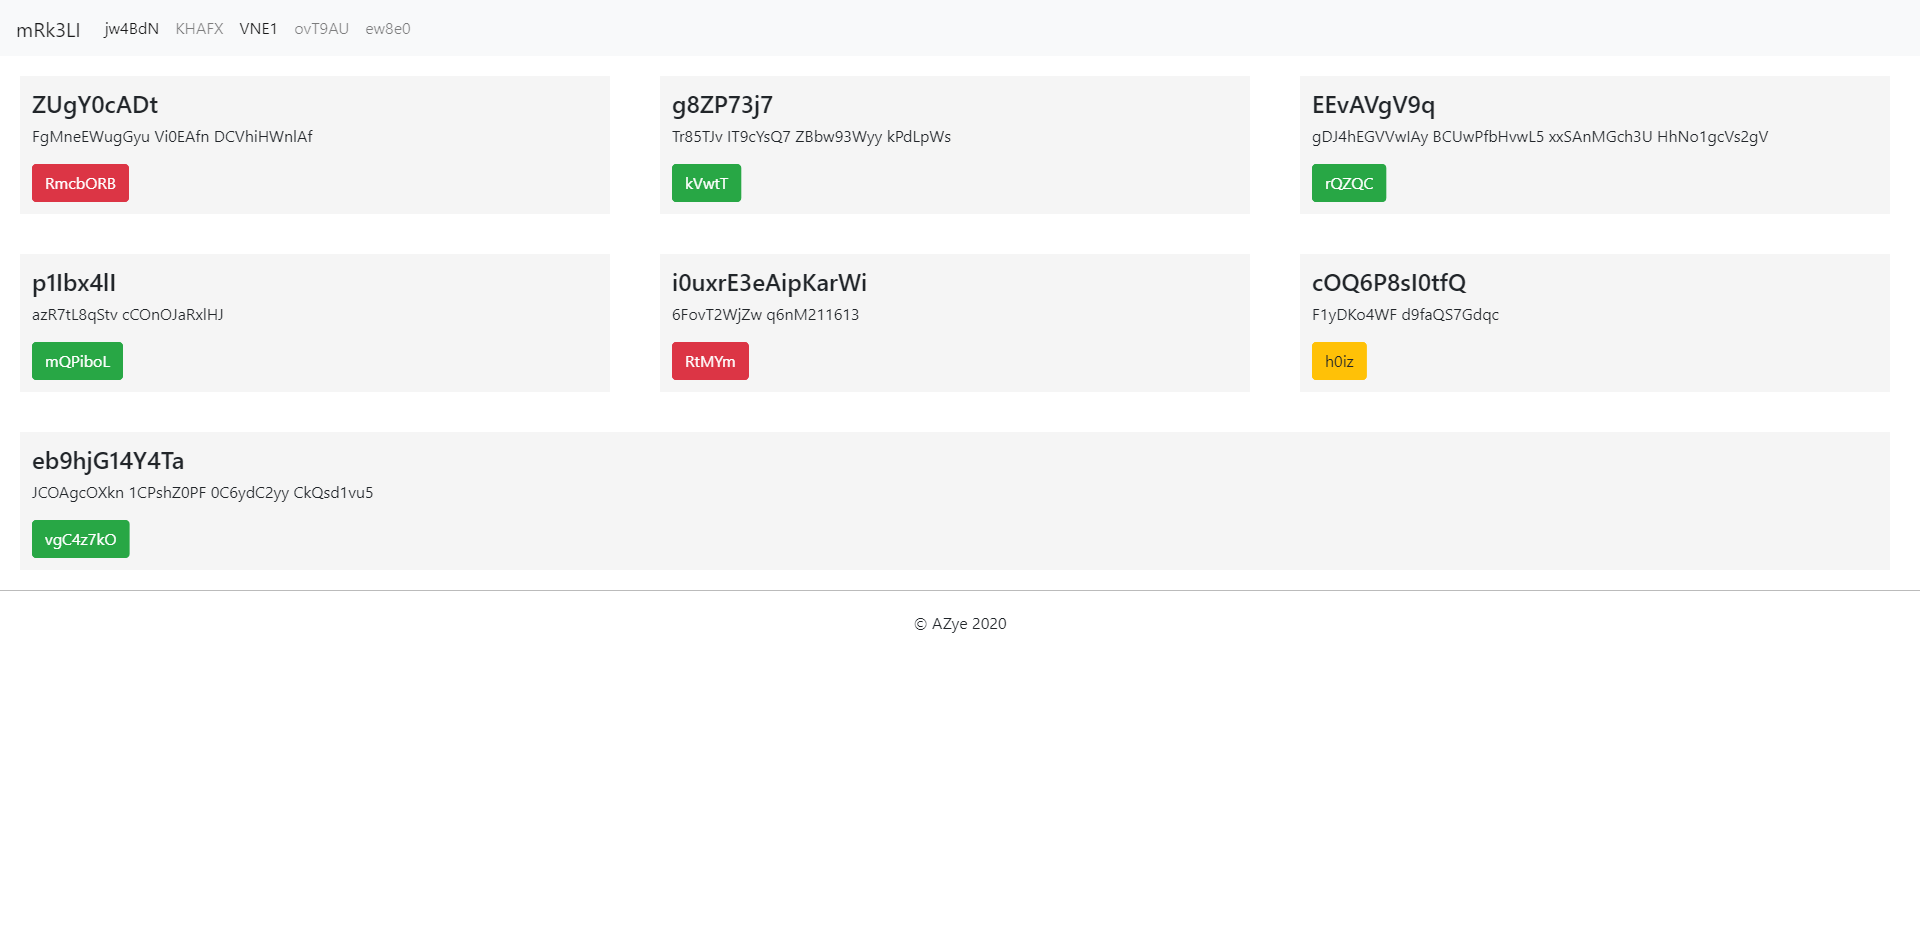 mRk3LI jw4BdN KHAFX VNE1 ovT9AU ew8e0
ZUgY0cADt
FgMneEWugGyu Vi0EAfn DCVhiHWnlAf
RmcbORB
g8ZP73j7
Tr85TJv IT9cYsQ7 ZBbw93Wyy kPdLpWs
kVwtT
EEvAVgV9q
gDJ4hEGVVwIAy BCUwPfbHvwL5 xxSAnMGch3U HhNo1gcVs2gV
rQZQC
p1Ibx4lI
azR7tL8qStv cCOnOJaRxlHJ
mQPiboL
i0uxrE3eAipKarWi
6FovT2WjZw q6nM211613
RtMYm
cOQ6P8sI0tfQ
F1yDKo4WF d9faQS7Gdqc
h0iz
eb9hjG14Y4Ta
JCOAgcOXkn 1CPshZ0PF 0C6ydC2yy CkQsd1vu5
vgC4z7kO
© AZye 2020